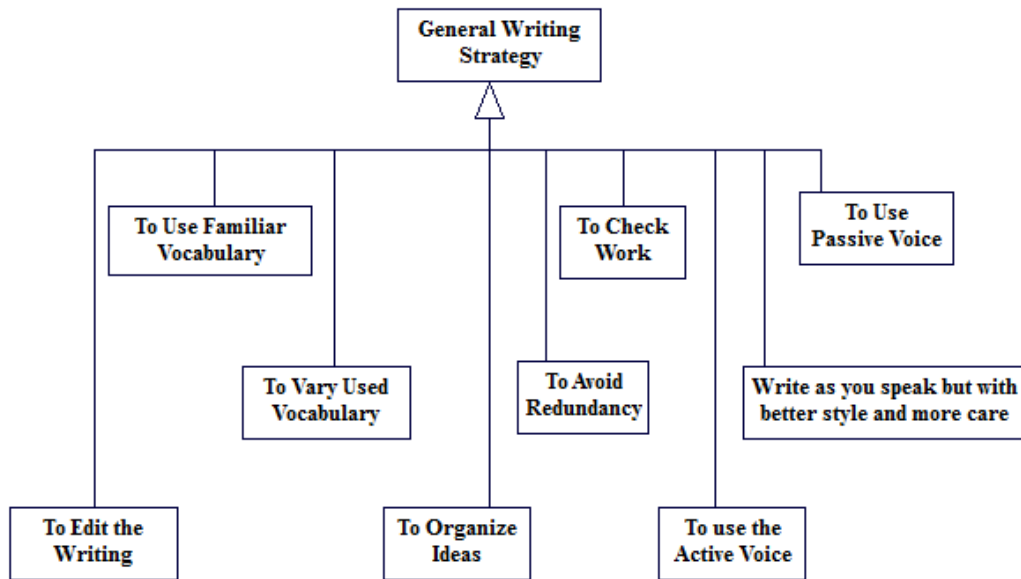 General Writing
Strategy
To Use Familiar
Vocabulary
To Check
Work
To Use
Passive Voice
To Vary Used
Vocabulary
To Avoid
Redundancy
Write as you speak but with
better style and more care
To Edit the
Writing
To Organize
Ideas
To use the
Active Voice